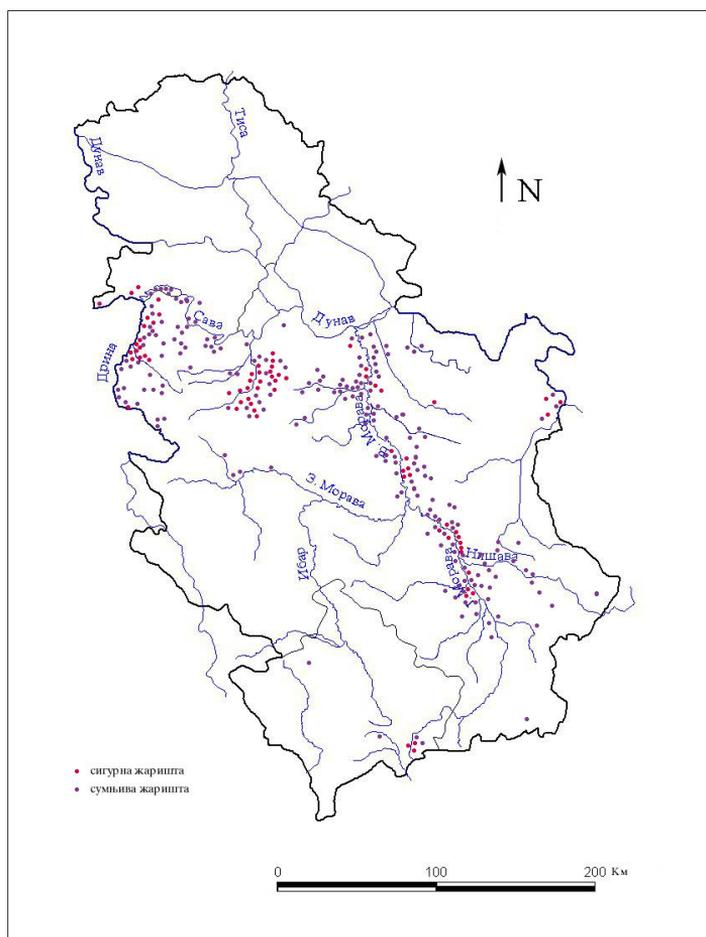 Тиса
Дунав
N
Сава
Дунав
Дрина
В. Морава
З. Морава
Ибар
Нишава
Ј. Морава
сигурна жаришта
сумњива жаришта
0 100 200 Км